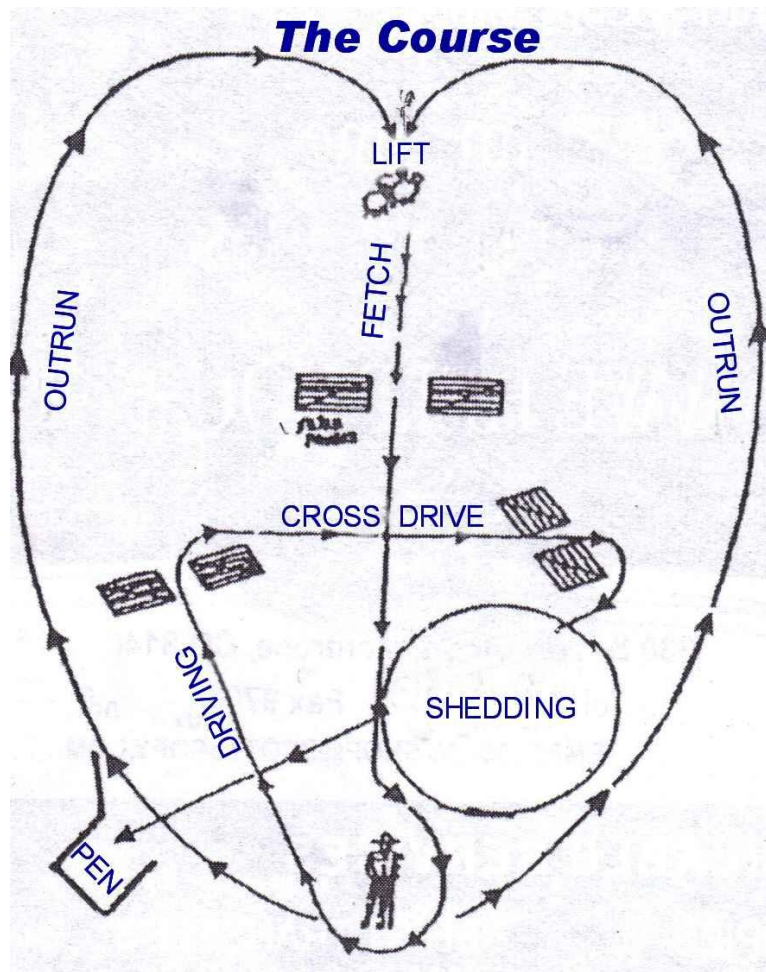 The Course
LIFT
FETCH
OUTRUN
OUTRUN
CROSS DRIVE
DRIVING
SHEDDING
PEN